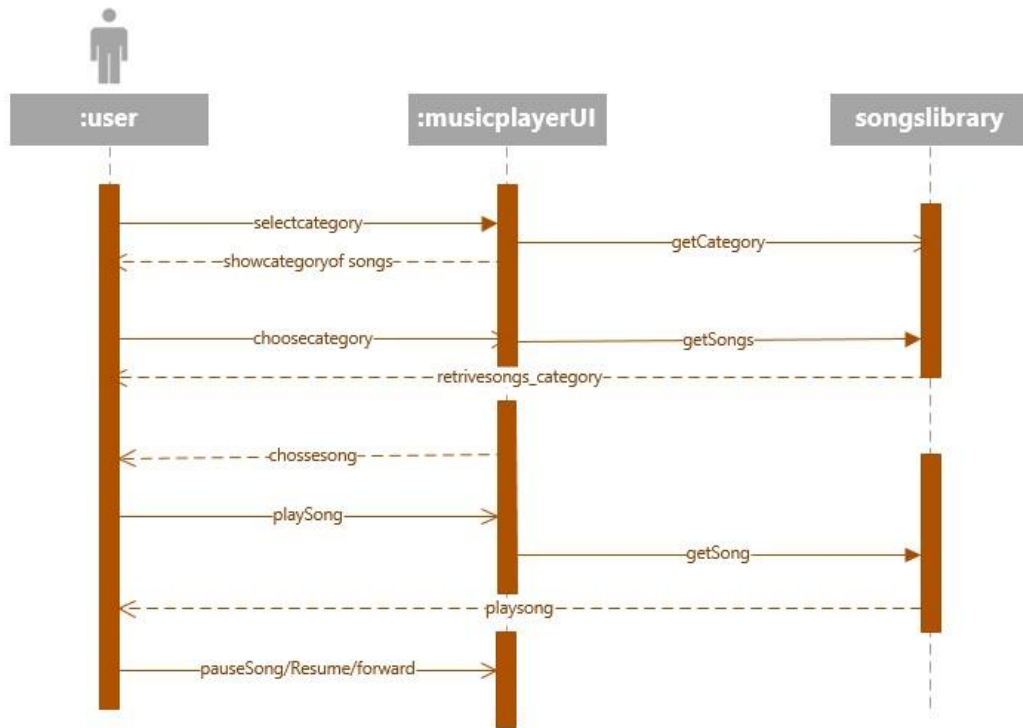 :user
:musicplayerUI
songslibrary
selectcategory
getCategory
showcategoryof songs
choosecategory
getSongs
retrivesongs_category
chossesong
playSong
getSong
playsong
pauseSong/Resume/forward